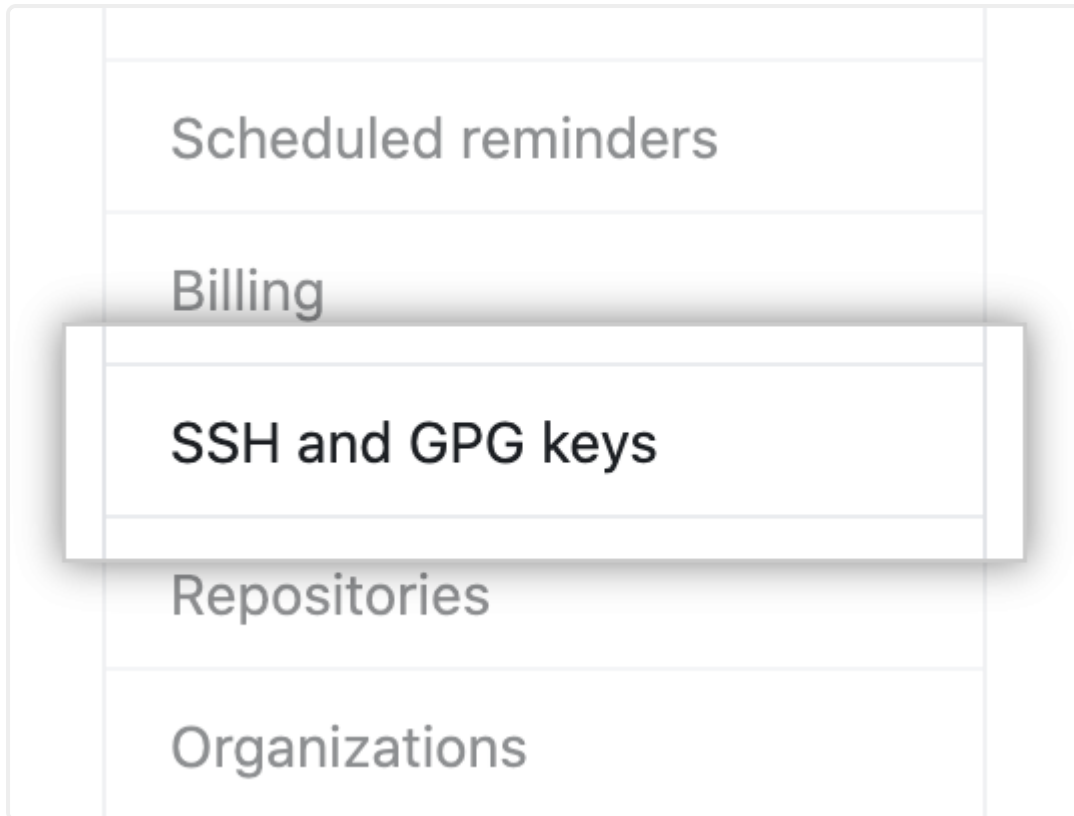 Scheduled reminders
Billing
SSH and GPG keys
Repositories
Organizations